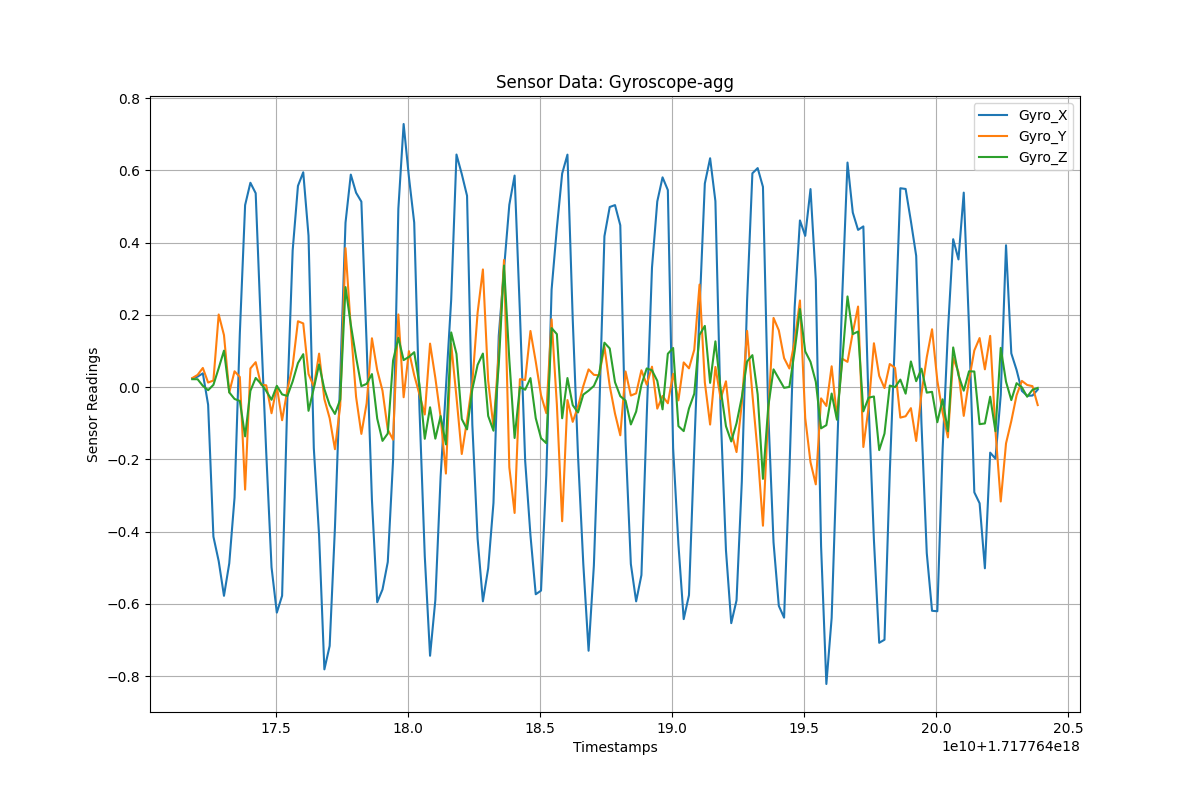 Sensor Data: Gyroscope-agg
Gyro_X
Gyro_Y
Gyro_Z
Sensor Readings
0.8
0.6
0.4
0.2
0.0
−0.2
−0.4
−0.6
−0.8
17.5 18.0 18.5 19.0 19.5 20.0 20.5
Timestamps
1e10+1.717764e18